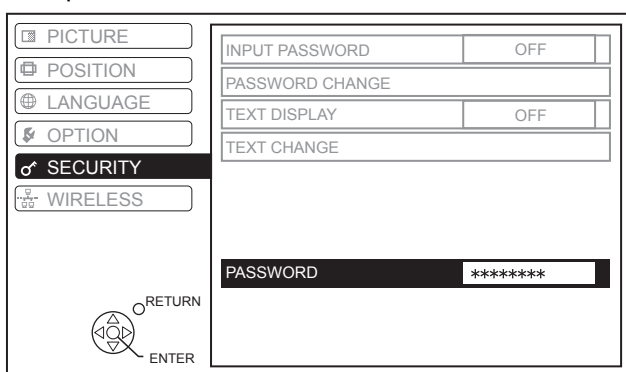 PICTURE
POSITION
LANGUAGE
OPTION
SECURITY
WIRELESS
INPUT PASSWORD OFF
PASSWORD CHANGE
TEXT DISPLAY OFF
TEXT CHANGE
PASSWORD ********
RETURN
ENTER